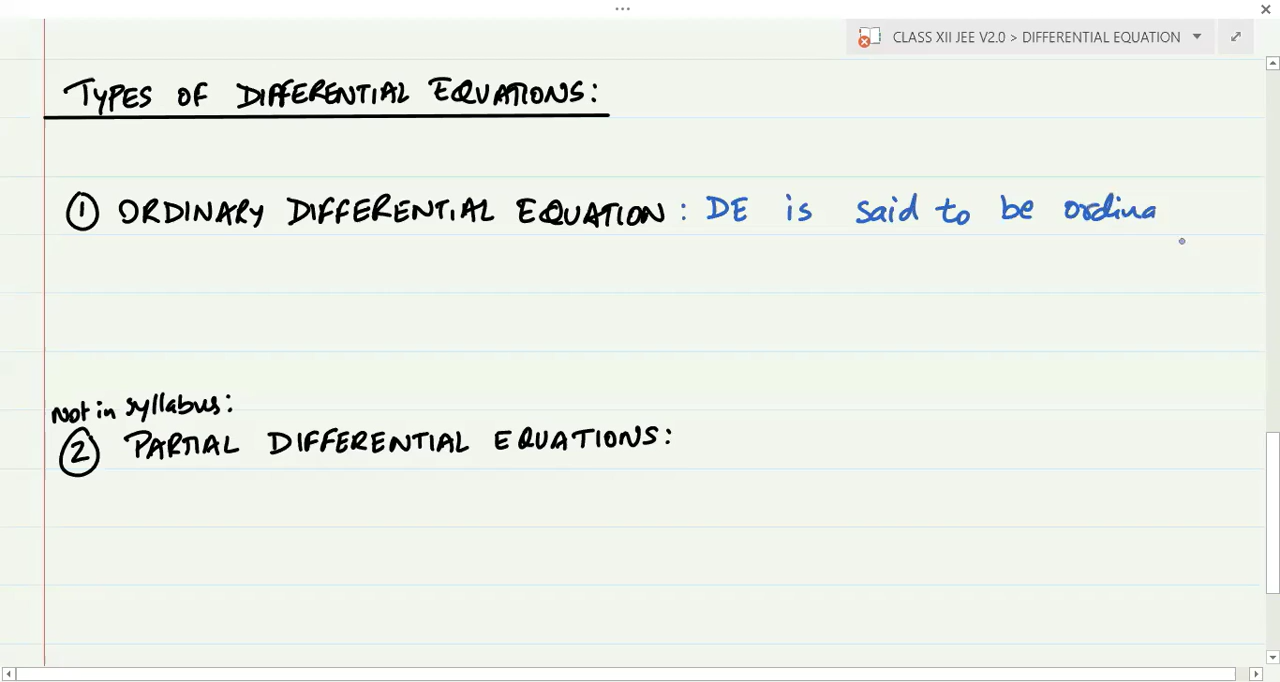 CLASS XII JEE V2.0 > DIFFERENTIAL EQUATION
TYPES OF DIFFERENTIAL EQUATIONS:
① ORDINARY DIFFERENTIAL EQUATION: DE is said to be ordina
Not in syllabus:
② PARTIAL DIFFERENTIAL EQUATIONS: